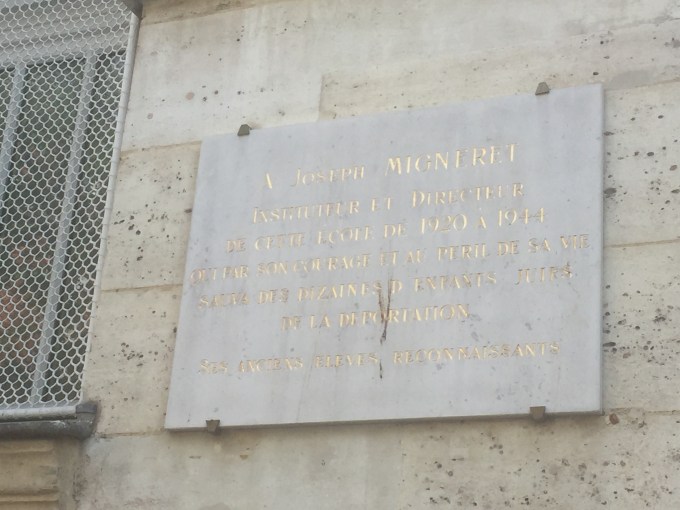 A JOSEPH MIGNERET
INSTITUTEUR ET DIRECTEUR
DE CETTE ÉCOLE DE 1920 À 1944
QUI PAR SON COURAGE ET AU PÉRIL DE SA VIE
SAUVA DES DIZAINES D'ENFANTS JUIFS
DE LA DÉPORTATION
SES ANCIENS ÉLÈVES RECONNAISSANTS